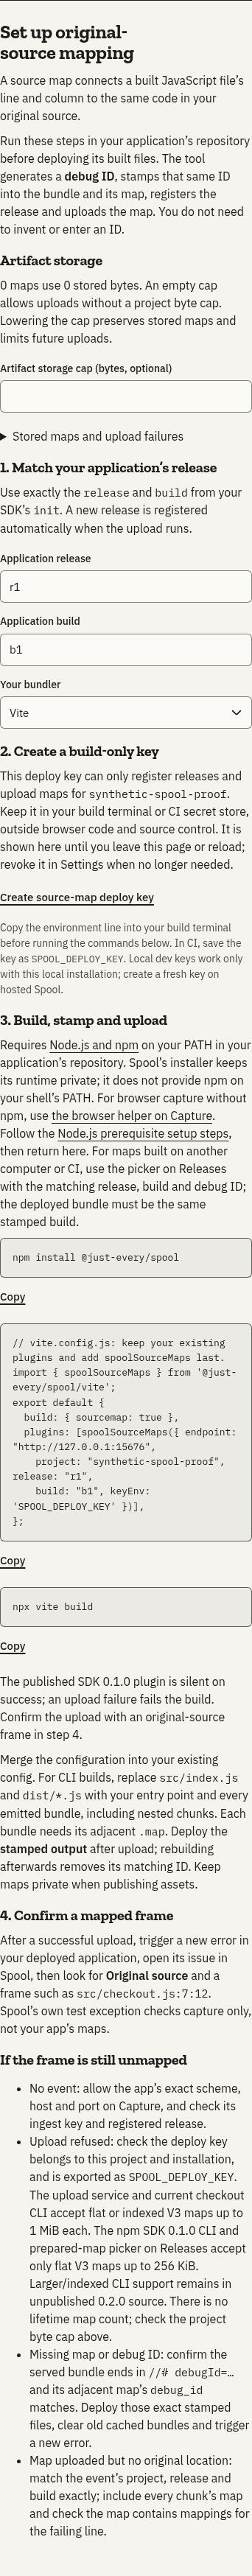 Set up original-
source mapping
A source map connects a built JavaScript file's
line and column to the same code in your
original source.
Run these steps in your application's repository
before deploying its built files. The tool
generates a debug ID, stamps that same ID
into the bundle and its map, registers the
release and uploads the map. You do not need
to invent or enter an ID.
Artifact storage
0 maps use 0 stored bytes. An empty cap
allows uploads without a project byte cap.
Lowering the cap preserves stored maps and
limits future uploads.
Artifact storage cap (bytes, optional)
Stored maps and upload failures
1. Match your application's release
Use exactly the release and build from your
SDK's init. A new release is registered
automatically when the upload runs.
Application release
r1
Application build
b1
Your bundler
Vite
2. Create a build-only key
This deploy key can only register releases and
upload maps for synthetic-spool-proof.
Keep it in your build terminal or CI secret store,
outside browser code and source control. It is
shown here until you leave this page or reload;
revoke it in Settings when no longer needed.
Create source-map deploy key
Copy the environment line into your build terminal
before running the commands below. In CI, save the
key as SPOOL_DEPLOY_KEY. Local dev keys work only
with this local installation; create a fresh key on
hosted Spool.
3. Build, stamp and upload
Requires Node.js and npm on your PATH in your
application's repository. Spool's installer keeps
its runtime private; it does not provide npm on
your shell's PATH. For browser capture without
npm, use the browser helper on Capture.
Follow the Node.js prerequisite setup steps,
then return here. For maps built on another
computer or CI, use the picker on Releases
with the matching release, build and debug ID;
the deployed bundle must be the same
stamped build.
npm install @just-every/spool
Copy
// vite.config.js: keep your existing
plugins and add spoolSourceMaps last.
import { spoolSourceMaps } from '@just-
every/spool/vite';
export default {
build: { sourcemap: true },
plugins: [spoolSourceMaps({ endpoint:
"http://127.0.0.1:15676",
project: "synthetic-spool-proof",
release: "r1",
build: "b1", keyEnv:
'SPOOL_DEPLOY_KEY' })],
};
Copy
npx vite build
Copy
The published SDK 0.1.0 plugin is silent on
success; an upload failure fails the build.
Confirm the upload with an original-source
frame in step 4.
Merge the configuration into your existing
config. For CLI builds, replace src/index.js
and dist/*.js with your entry point and every
emitted bundle, including nested chunks. Each
bundle needs its adjacent .map. Deploy the
stamped output after upload; rebuilding
afterwards removes its matching ID. Keep
maps private when publishing assets.
4. Confirm a mapped frame
After a successful upload, trigger a new error in
your deployed application, open its issue in
Spool, then look for Original source and a
frame such as src/checkout.js:7:12.
Spool's own test exception checks capture only,
not your app's maps.
If the frame is still unmapped
• No event: allow the app's exact scheme,
host and port on Capture, and check its
ingest key and registered release.
• Upload refused: check the deploy key
belongs to this project and installation,
and is exported as SPOOL_DEPLOY_KEY.
The upload service and current checkout
CLI accept flat or indexed V3 maps up to
1 MiB each. The npm SDK 0.1.0 CLI and
prepared-map picker on Releases accept
only flat V3 maps up to 256 KiB.
Larger/indexed CLI support remains in
unpublished 0.2.0 source. There is no
lifetime map count; check the project
byte cap above.
• Missing map or debug ID: confirm the
served bundle ends in //# debugId=…
and its adjacent map's debug_id
matches. Deploy those exact stamped
files, clear old cached bundles and trigger
a new error.
• Map uploaded but no original location:
match the event's project, release and
build exactly; include every chunk's map
and check the map contains mappings for
the failing line.